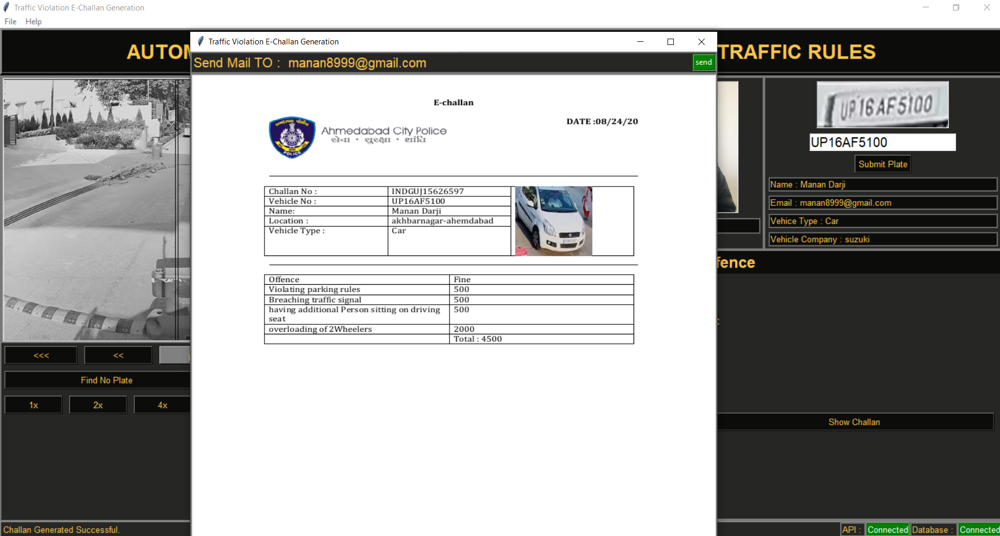 Traffic Violation E-Challan Generation
File Help
AUTOM
TRAFFIC RULES
Traffic Violation E-Challan Generation
Send Mail TO : manan8999@gmail.com
send
E-challan
DATE :08/24/20
અમદાવાદ પોલીસ
POLICE
Ahmedabad City Police
સેવા • સુરક્ષા • શાંતિ
Challan No : INDGUJ15626597
Vehicle No : UP16AF5100
Name: Manan Darji
Location : akhbarnagar-ahemdabad
Vehicle Type : Car
Offence Fine
Violating parking rules 500
Breaching traffic signal 500
having additional Person sitting on driving 500
seat
overloading of 2Wheelers 2000
Total : 4500
UP16AF5100
UP16AF5100
Submit Plate
Name : Manan Darji
Email : manan8999@gmail.com
Vehice Type : Car
Vehicle Company : suzuki
fence
<<< <<
Find No Plate
1x 2x 4x
Show Challan
Challan Generated Successful.
API : Connected Database : Connected